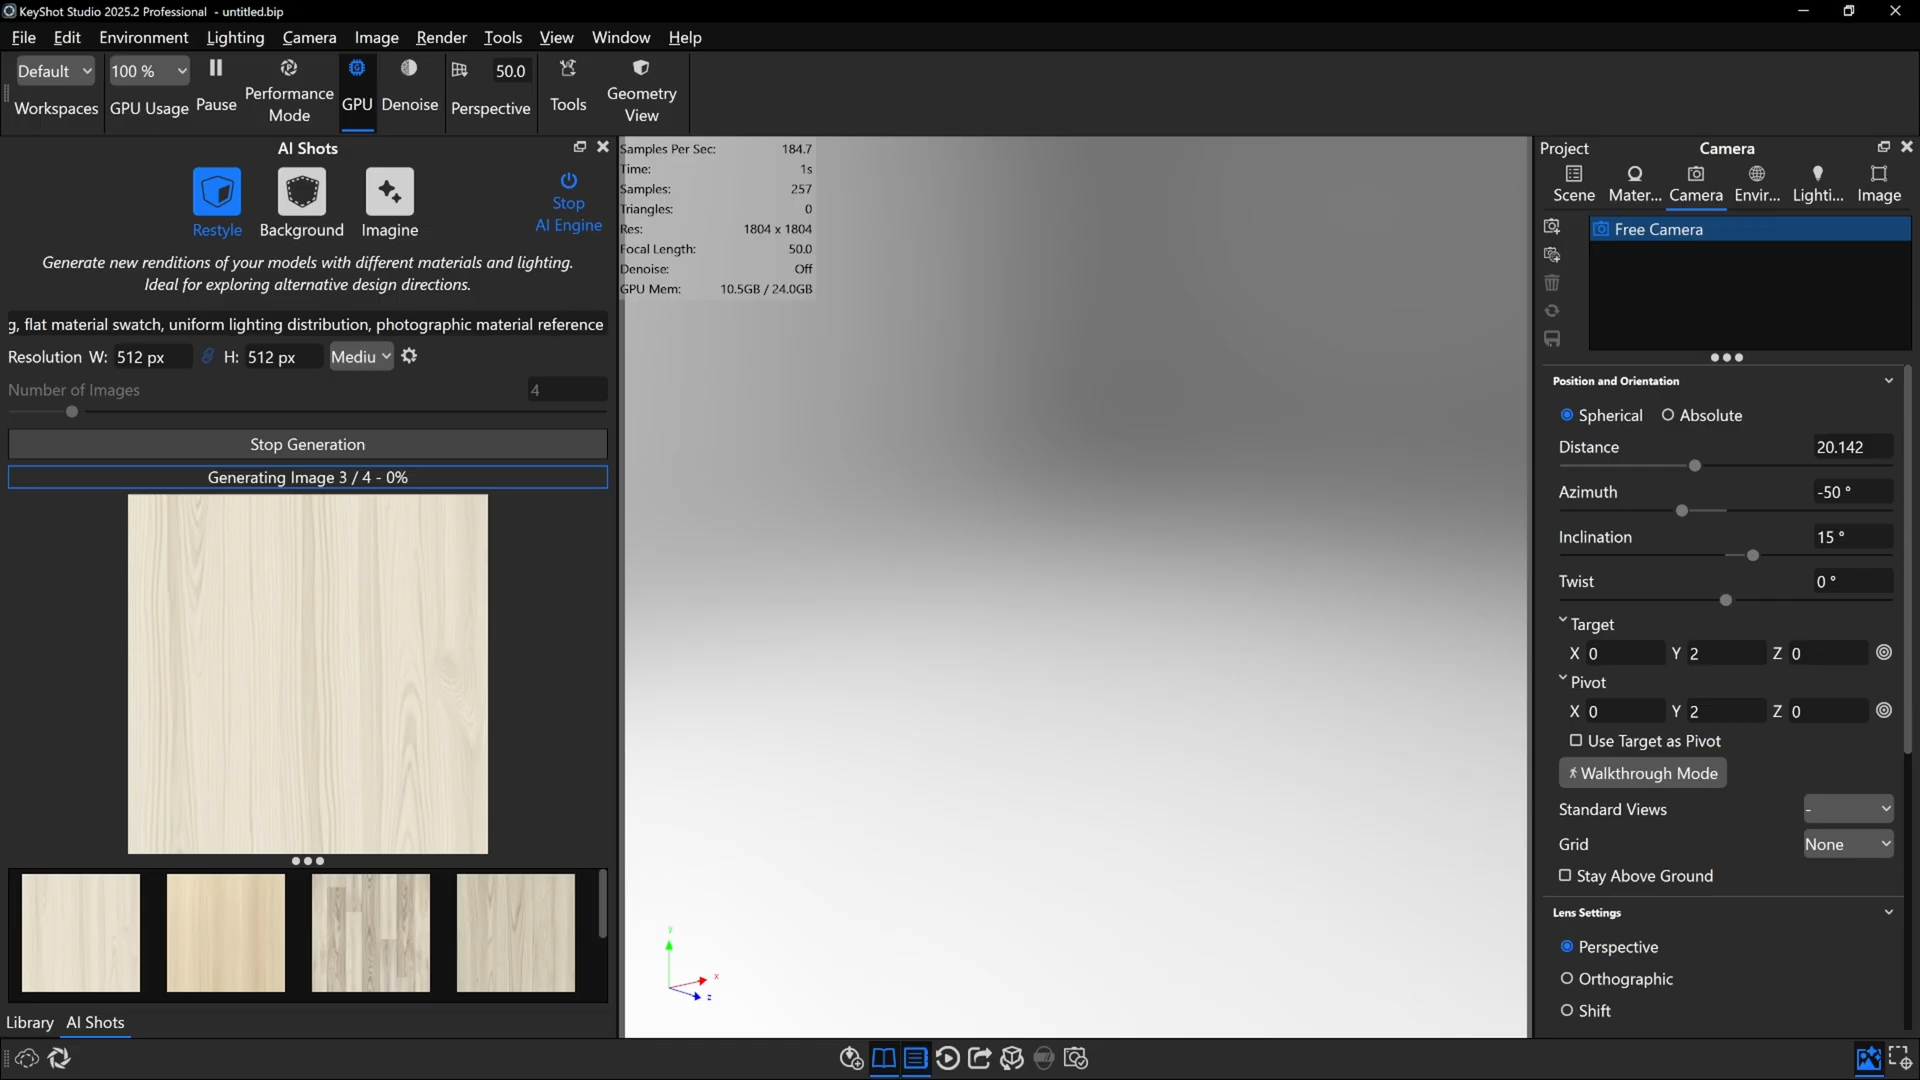 KeyShot Studio 2025.2 Professional - untitled.bip
File Edit Environment Lighting Camera Image Render Tools View Window Help
Default 100 % 50.0
Workspaces GPU Usage Pause Performance Mode GPU Denoise Perspective Tools Geometry View
AI Shots
Restyle Background Imagine
Stop
AI Engine
Generate new renditions of your models with different materials and lighting.
Ideal for exploring alternative design directions.
g, flat material swatch, uniform lighting distribution, photographic material reference
Resolution W: 512 px H: 512 px Mediu
Number of Images 4
Stop Generation
Generating Image 3 / 4 - 0%
Library AI Shots
Samples Per Sec: 184.7
Time: 1s
Samples: 257
Triangles: 0
Res: 1804 x 1804
Focal Length: 50.0
Denoise: Off
GPU Mem: 10.5GB / 24.0GB
y
x
z
Project Camera
Scene Mater... Camera Envir... Lighti... Image
Free Camera
Position and Orientation
Spherical Absolute
Distance 20.142
Azimuth -50 °
Inclination 15 °
Twist 0 °
Target
X 0 Y 2 Z 0
Pivot
X 0 Y 2 Z 0
Use Target as Pivot
Walkthrough Mode
Standard Views -
Grid None
Stay Above Ground
Lens Settings
Perspective
Orthographic
Shift